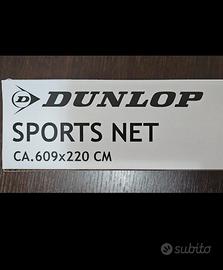 DUNLOP
SPORTS NET
CA.609x220 CM
subito